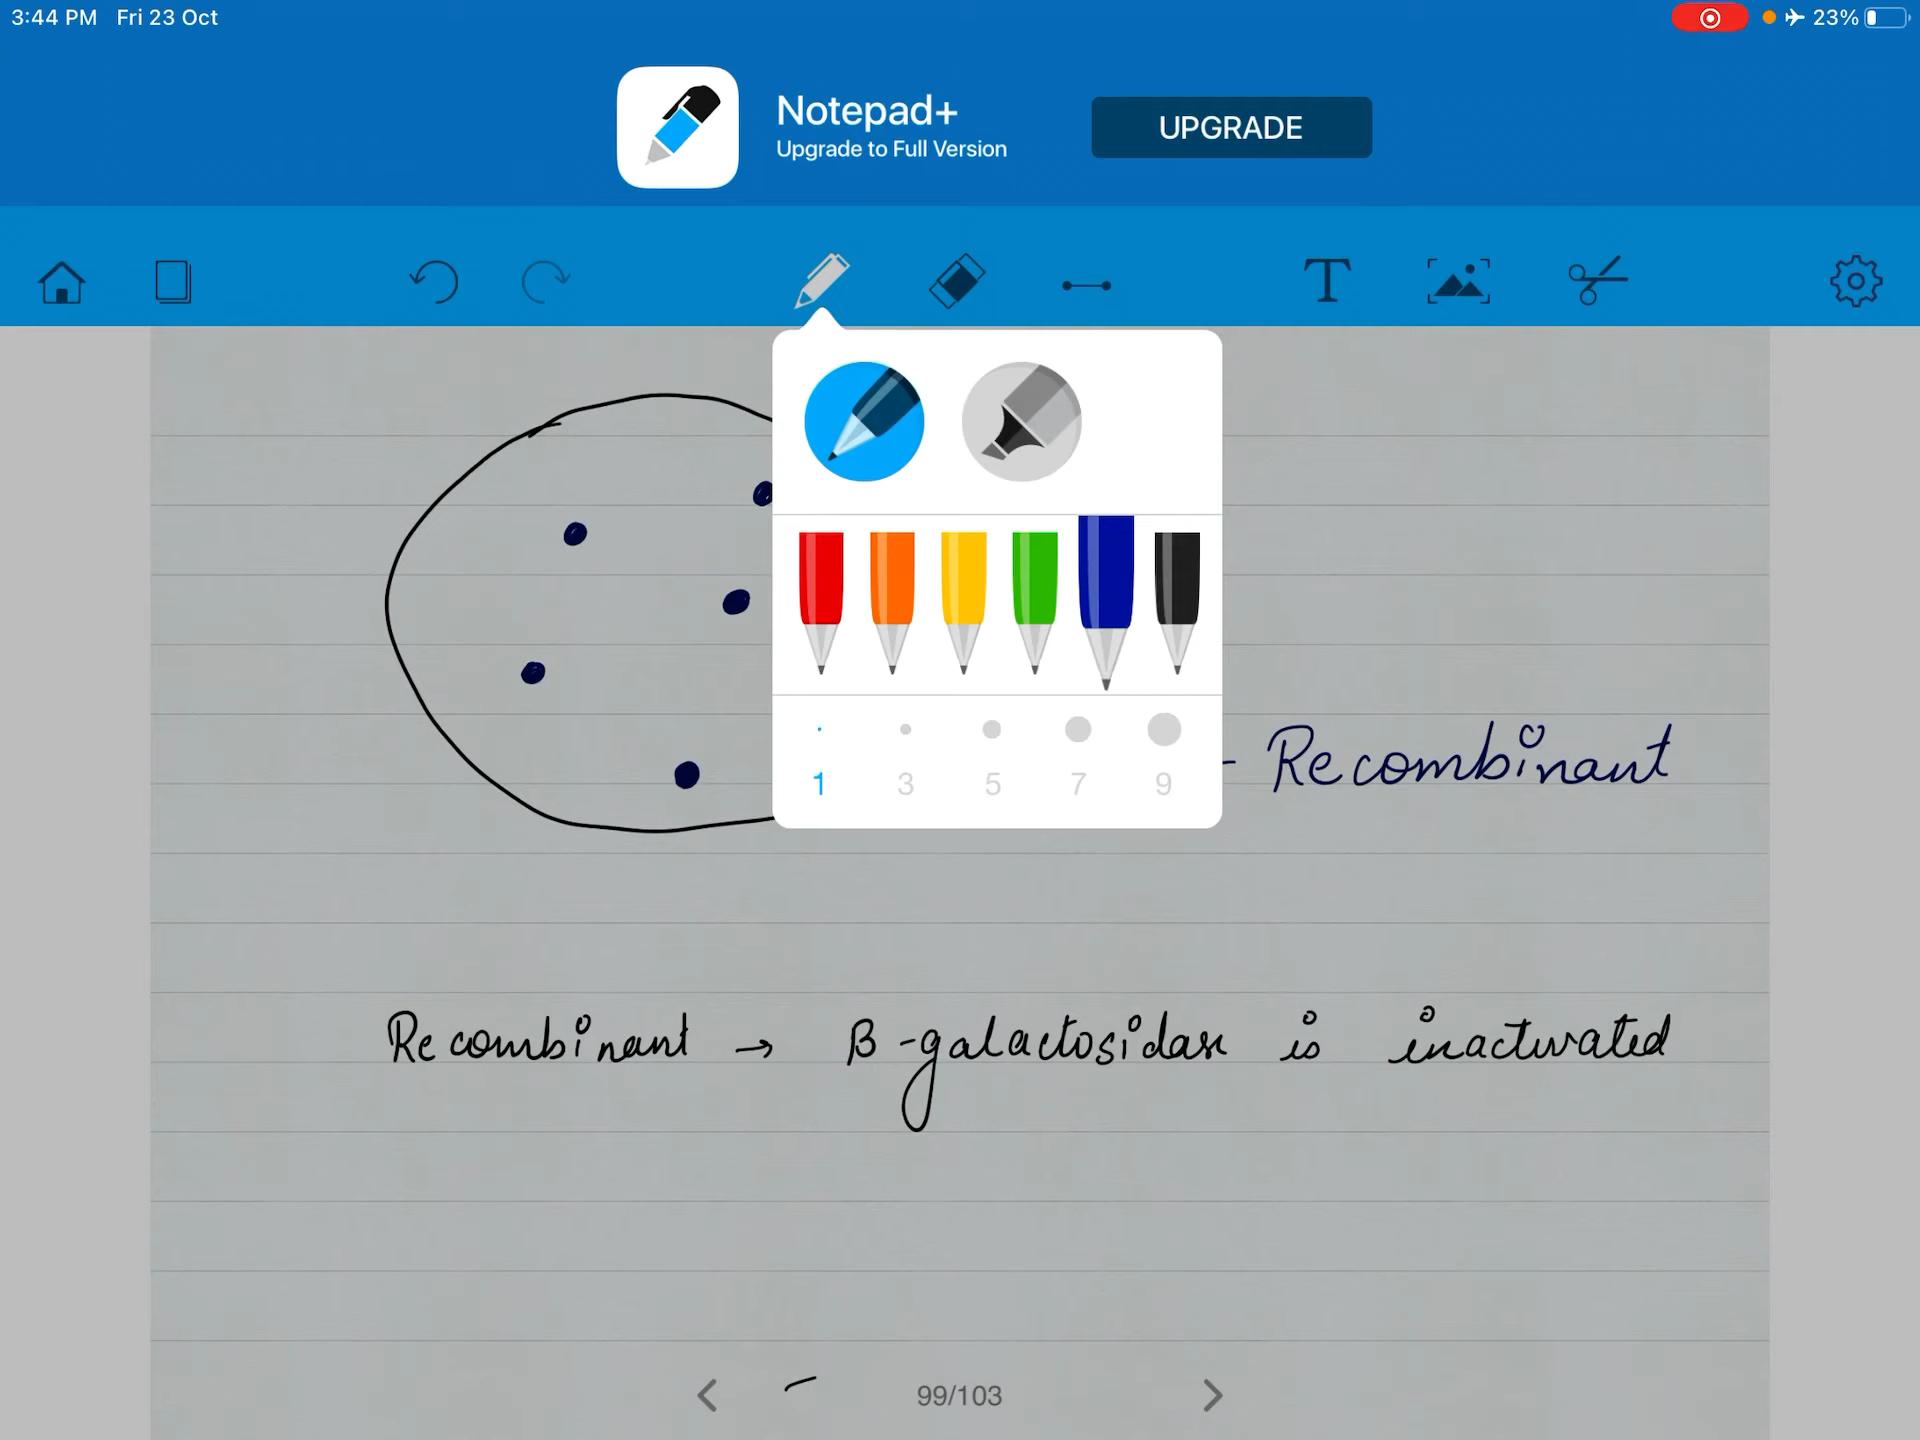 3:44 PM Fri 23 Oct 23%
Notepad+
Upgrade to Full Version
UPGRADE
T
1 3 5 7 9
- Recombinant
Recombinant → β-galactosidase is inactivated
99/103